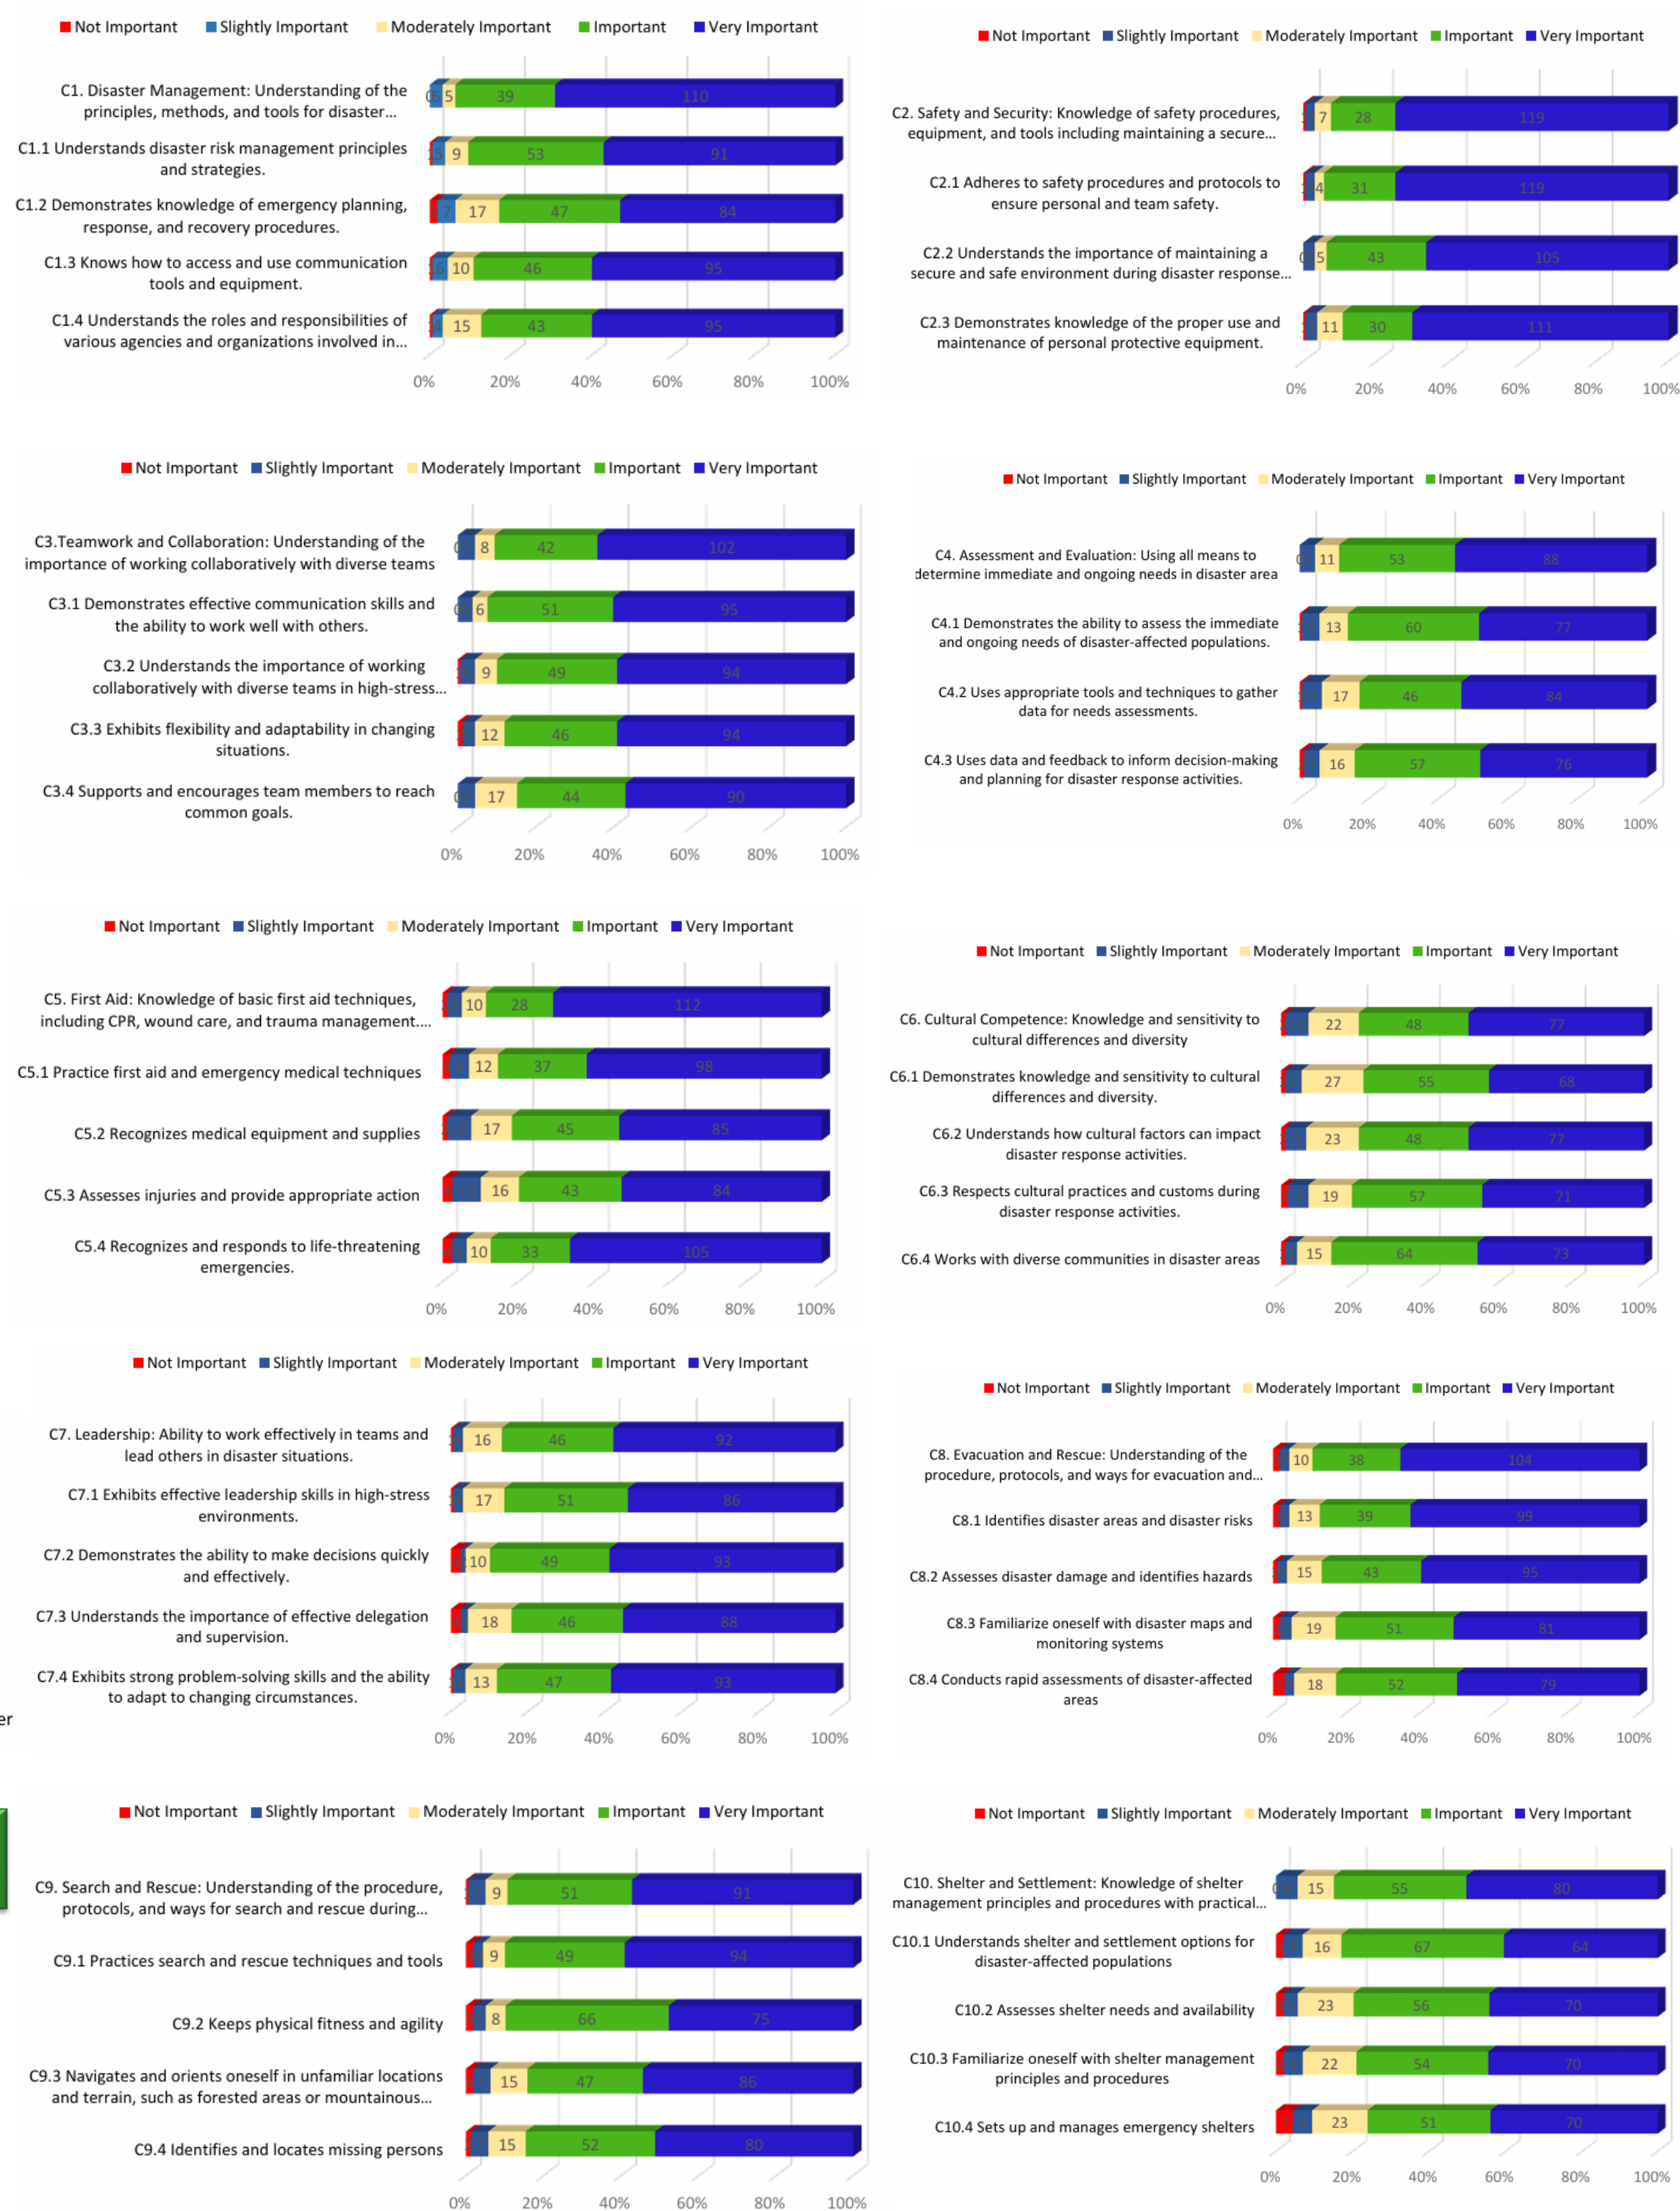 Not Important Slightly Important Moderately Important Important Very Important
C1. Disaster Management: Understanding of the
principles, methods, and tools for disaster...
5 39 110
C1.1 Understands disaster risk management principles
and strategies.
9 53 91
C1.2 Demonstrates knowledge of emergency planning,
response, and recovery procedures.
7 17 47 84
C1.3 Knows how to access and use communication
tools and equipment.
10 46 95
C1.4 Understands the roles and responsibilities of
various agencies and organizations involved in...
15 43 95
0% 20% 40% 60% 80% 100%
Not Important Slightly Important Moderately Important Important Very Important
C2. Safety and Security: Knowledge of safety procedures,
equipment, and tools including maintaining a secure...
7 28 119
C2.1 Adheres to safety procedures and protocols to
ensure personal and team safety.
4 31 119
C2.2 Understands the importance of maintaining a
secure and safe environment during disaster response...
5 43 105
C2.3 Demonstrates knowledge of the proper use and
maintenance of personal protective equipment.
11 30 111
0% 20% 40% 60% 80% 100%
Not Important Slightly Important Moderately Important Important Very Important
C3.Teamwork and Collaboration: Understanding of the
importance of working collaboratively with diverse teams
8 42 102
C3.1 Demonstrates effective communication skills and
the ability to work well with others.
6 51 95
C3.2 Understands the importance of working
collaboratively with diverse teams in high-stress...
9 49 94
C3.3 Exhibits flexibility and adaptability in changing
situations.
12 46 94
C3.4 Supports and encourages team members to reach
common goals.
17 44 90
0% 20% 40% 60% 80% 100%
Not Important Slightly Important Moderately Important Important Very Important
C4. Assessment and Evaluation: Using all means to
determine immediate and ongoing needs in disaster area
11 53 88
C4.1 Demonstrates the ability to assess the immediate
and ongoing needs of disaster-affected populations.
13 60 77
C4.2 Uses appropriate tools and techniques to gather
data for needs assessments.
17 46 84
C4.3 Uses data and feedback to inform decision-making
and planning for disaster response activities.
16 57 76
0% 20% 40% 60% 80% 100%
Not Important Slightly Important Moderately Important Important Very Important
C5. First Aid: Knowledge of basic first aid techniques,
including CPR, wound care, and trauma management....
10 28 112
C5.1 Practice first aid and emergency medical techniques
12 37 98
C5.2 Recognizes medical equipment and supplies
17 45 85
C5.3 Assesses injuries and provide appropriate action
16 43 84
C5.4 Recognizes and responds to life-threatening
emergencies.
10 33 105
0% 20% 40% 60% 80% 100%
Not Important Slightly Important Moderately Important Important Very Important
C6. Cultural Competence: Knowledge and sensitivity to
cultural differences and diversity
22 48 77
C6.1 Demonstrates knowledge and sensitivity to cultural
differences and diversity.
27 55 68
C6.2 Understands how cultural factors can impact
disaster response activities.
23 48 77
C6.3 Respects cultural practices and customs during
disaster response activities.
19 57 71
C6.4 Works with diverse communities in disaster areas
15 64 73
0% 20% 40% 60% 80% 100%
Not Important Slightly Important Moderately Important Important Very Important
C7. Leadership: Ability to work effectively in teams and
lead others in disaster situations.
16 46 92
C7.1 Exhibits effective leadership skills in high-stress
environments.
17 51 86
C7.2 Demonstrates the ability to make decisions quickly
and effectively.
10 49 93
C7.3 Understands the importance of effective delegation
and supervision.
18 46 88
C7.4 Exhibits strong problem-solving skills and the ability
to adapt to changing circumstances.
13 47 93
er
0% 20% 40% 60% 80% 100%
Not Important Slightly Important Moderately Important Important Very Important
C8. Evacuation and Rescue: Understanding of the
procedure, protocols, and ways for evacuation and...
10 38 104
C8.1 Identifies disaster areas and disaster risks
13 39 99
C8.2 Assesses disaster damage and identifies hazards
15 43 95
C8.3 Familiarize oneself with disaster maps and
monitoring systems
19 51 81
C8.4 Conducts rapid assessments of disaster-affected
areas
18 52 79
0% 20% 40% 60% 80% 100%
Not Important Slightly Important Moderately Important Important Very Important
C9. Search and Rescue: Understanding of the procedure,
protocols, and ways for search and rescue during...
9 51 91
C9.1 Practices search and rescue techniques and tools
9 49 94
C9.2 Keeps physical fitness and agility
8 66 75
C9.3 Navigates and orients oneself in unfamiliar locations
and terrain, such as forested areas or mountainous...
15 47 86
C9.4 Identifies and locates missing persons
15 52 80
0% 20% 40% 60% 80% 100%
Not Important Slightly Important Moderately Important Important Very Important
C10. Shelter and Settlement: Knowledge of shelter
management principles and procedures with practical...
15 55 80
C10.1 Understands shelter and settlement options for
disaster-affected populations
16 67 64
C10.2 Assesses shelter needs and availability
23 56 70
C10.3 Familiarize oneself with shelter management
principles and procedures
22 54 70
C10.4 Sets up and manages emergency shelters
23 51 70
0% 20% 40% 60% 80% 100%